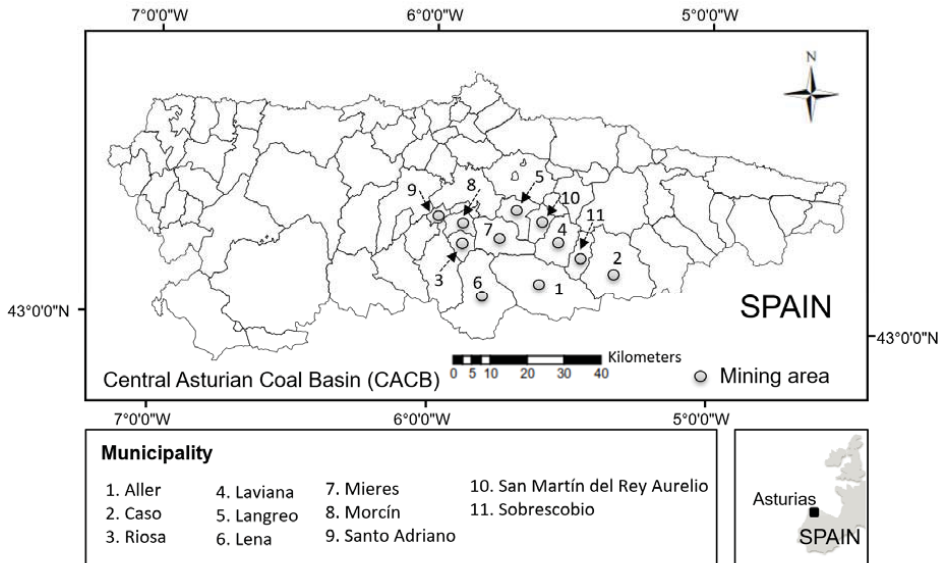 7°0'0"W 6°0'0"W 5°0'0"W
N
8
9 5
10
11
7 4
2
3 6 1
43°0'0"N SPAIN
43°0'0"N
Kilometers
0 5 10 20 30 40
Central Asturian Coal Basin (CACB) Mining area
7°0'0"W 6°0'0"W 5°0'0"W
Municipality
1. Aller
2. Caso
3. Riosa
4. Laviana
5. Langreo
6. Lena
7. Mieres
8. Morcín
9. Santo Adriano
10. San Martín del Rey Aurelio
11. Sobrescobio
Asturias
SPAIN